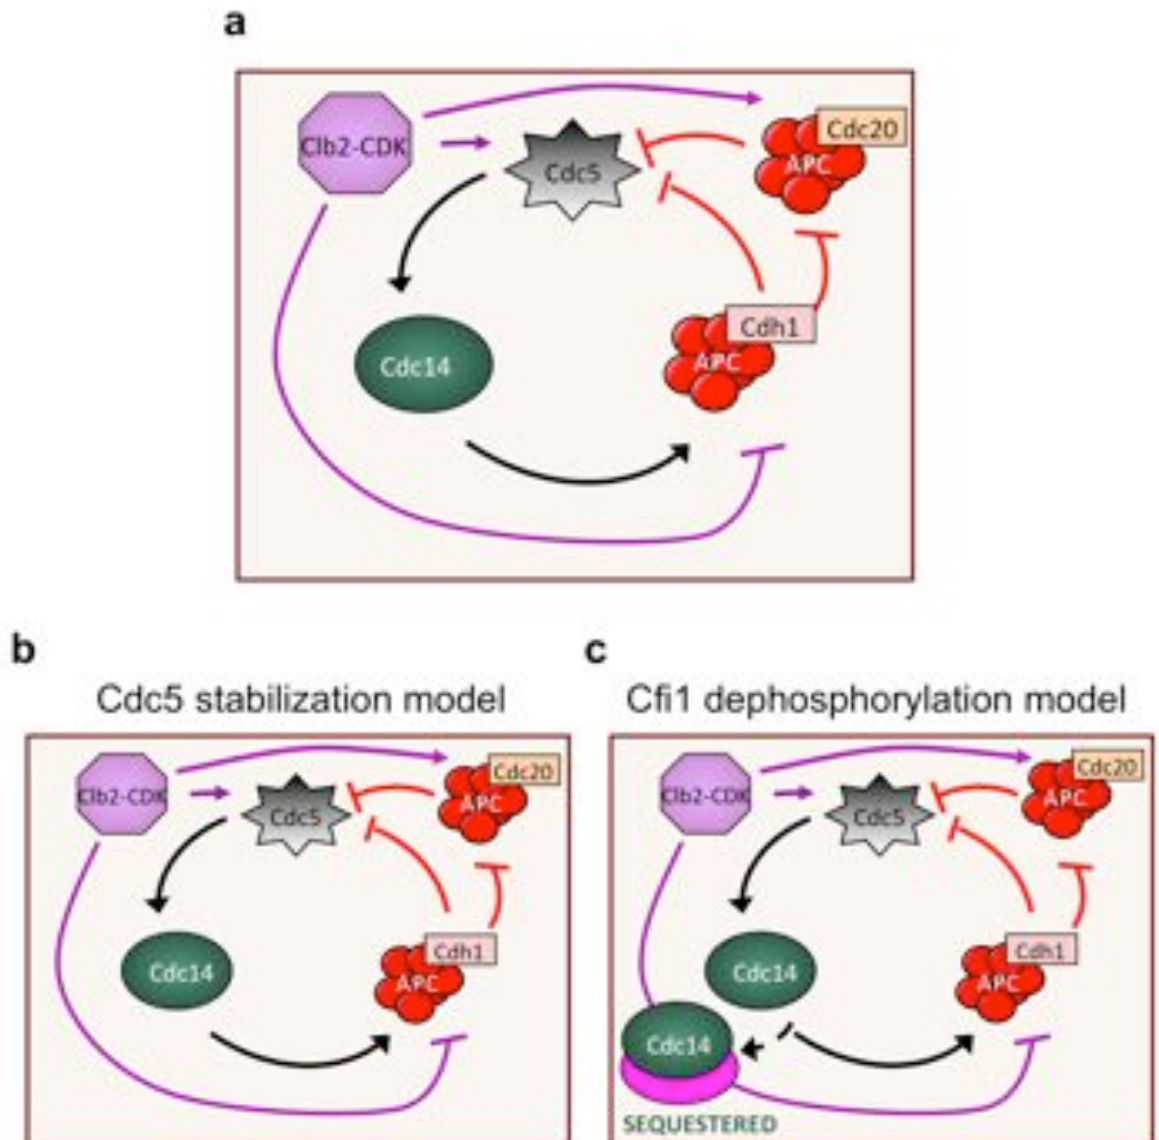 a
Clb2-CDK
Cdc5
Cdc20
APC
Cdh1
APC
Cdc14
b
Cdc5 stabilization model
Clb2-CDK
Cdc5
Cdc20
APC
Cdh1
APC
Cdc14
c
Cfi1 dephosphorylation model
Clb2-CDK
Cdc5
Cdc20
APC
Cdc14
Cdh1
APC
Cdc14
SEQUESTERED